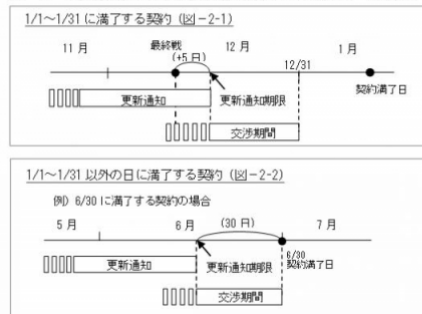 1/1～1/31 に満了する契約（図－2-1）
11 月
最終戦
(+5 日)
12 月
12/31
1 月
更新通知
更新通知期限
契約満了日
交渉期間
1/1～1/31 以外の日に満了する契約（図－2-2）
例）6/30 に満了する契約の場合
5 月
6 月
(30 日)
7 月
更新通知
更新通知期限
6/30
契約満了日
交渉期間